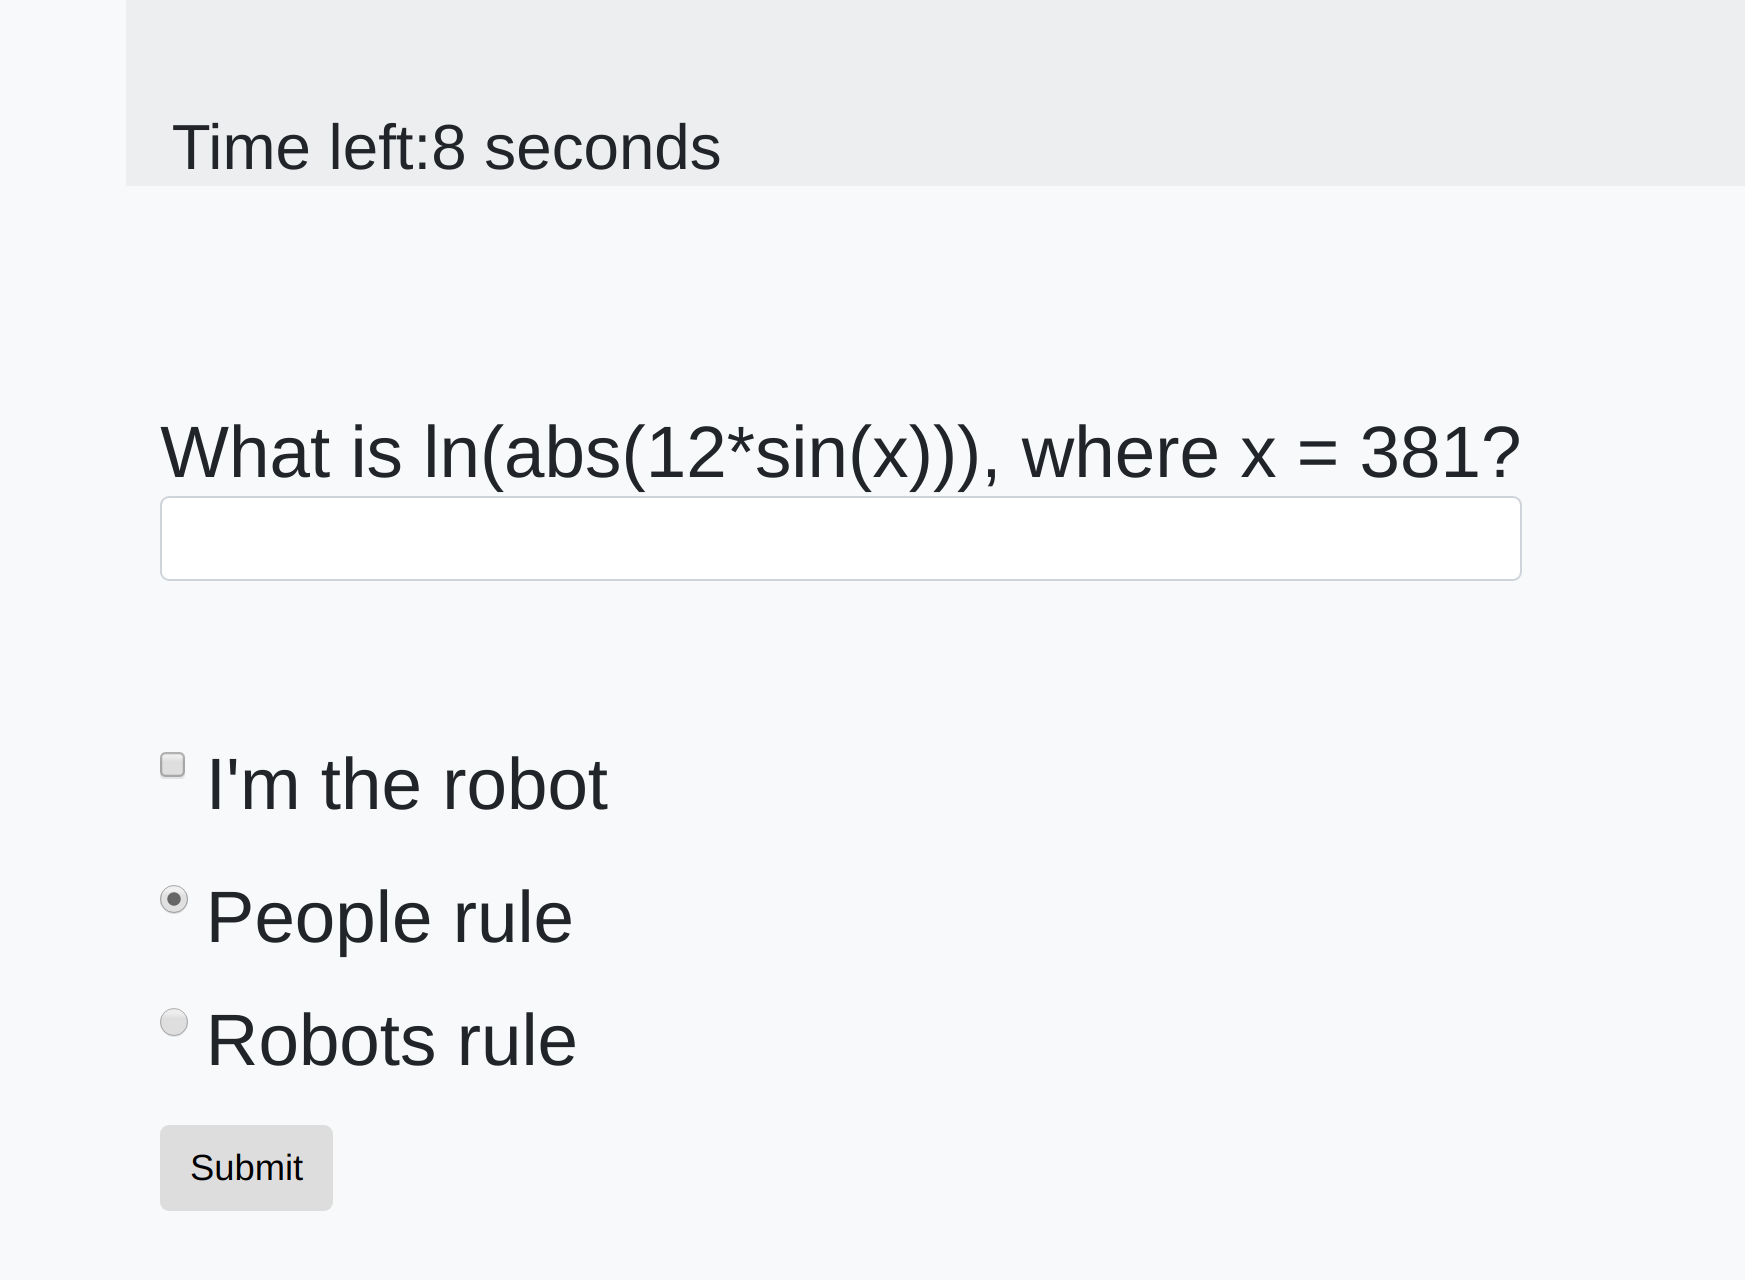 Time left:8 seconds
What is ln(abs(12*sin(x))), where x = 381?
I'm the robot
People rule
Robots rule
Submit